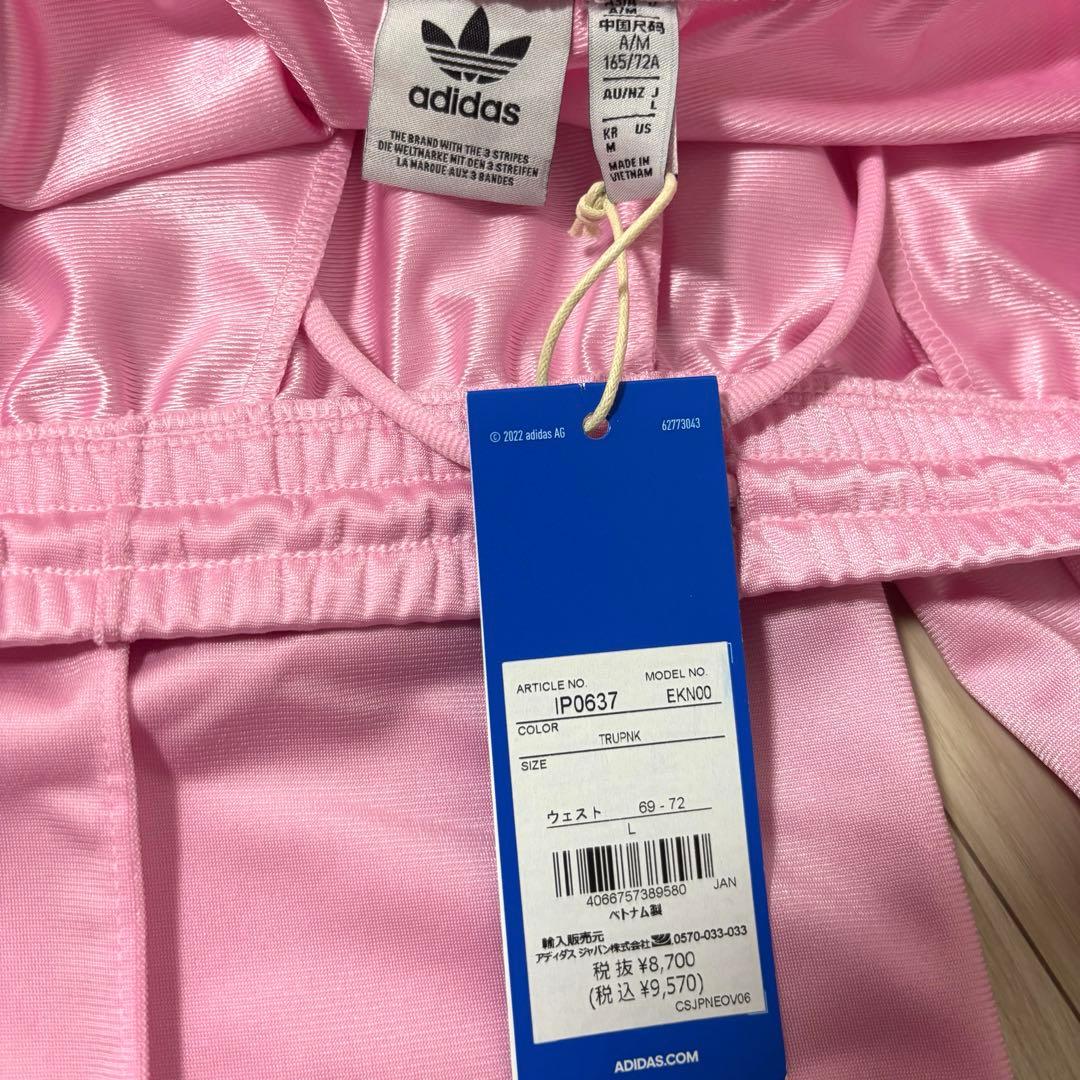 adidas
THE BRAND WITH THE 3 STRIPES
DIE WELTMARKE MIT DEN 3 STREIFEN
LA MARQUE AUX 3 BANDES
A/M
中国尺码
A/M
165/72A
AU/NZ J
L
KR US
M
MADE IN
VIETNAM
© 2022 adidas AG 62773043
ARTICLE NO. MODEL NO.
IP0637 EKN00
COLOR
TRUPNK
SIZE
ウェスト 69 - 72
L
4066757389580 JAN
ベトナム製
輸入販売元
アディダス ジャパン株式会社 0570-033-033
税抜 ¥8,700
(税込 ¥9,570)
CSJPNEOV06
ADIDAS.COM